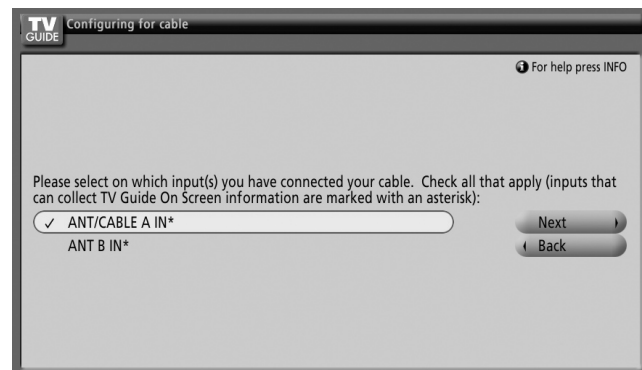 TV
GUIDE
Configuring for cable
For help press INFO
Please select on which input(s) you have connected your cable. Check all that apply (inputs that
can collect TV Guide On Screen information are marked with an asterisk):
✓ ANT/CABLE A IN*
Next
ANT B IN*
Back